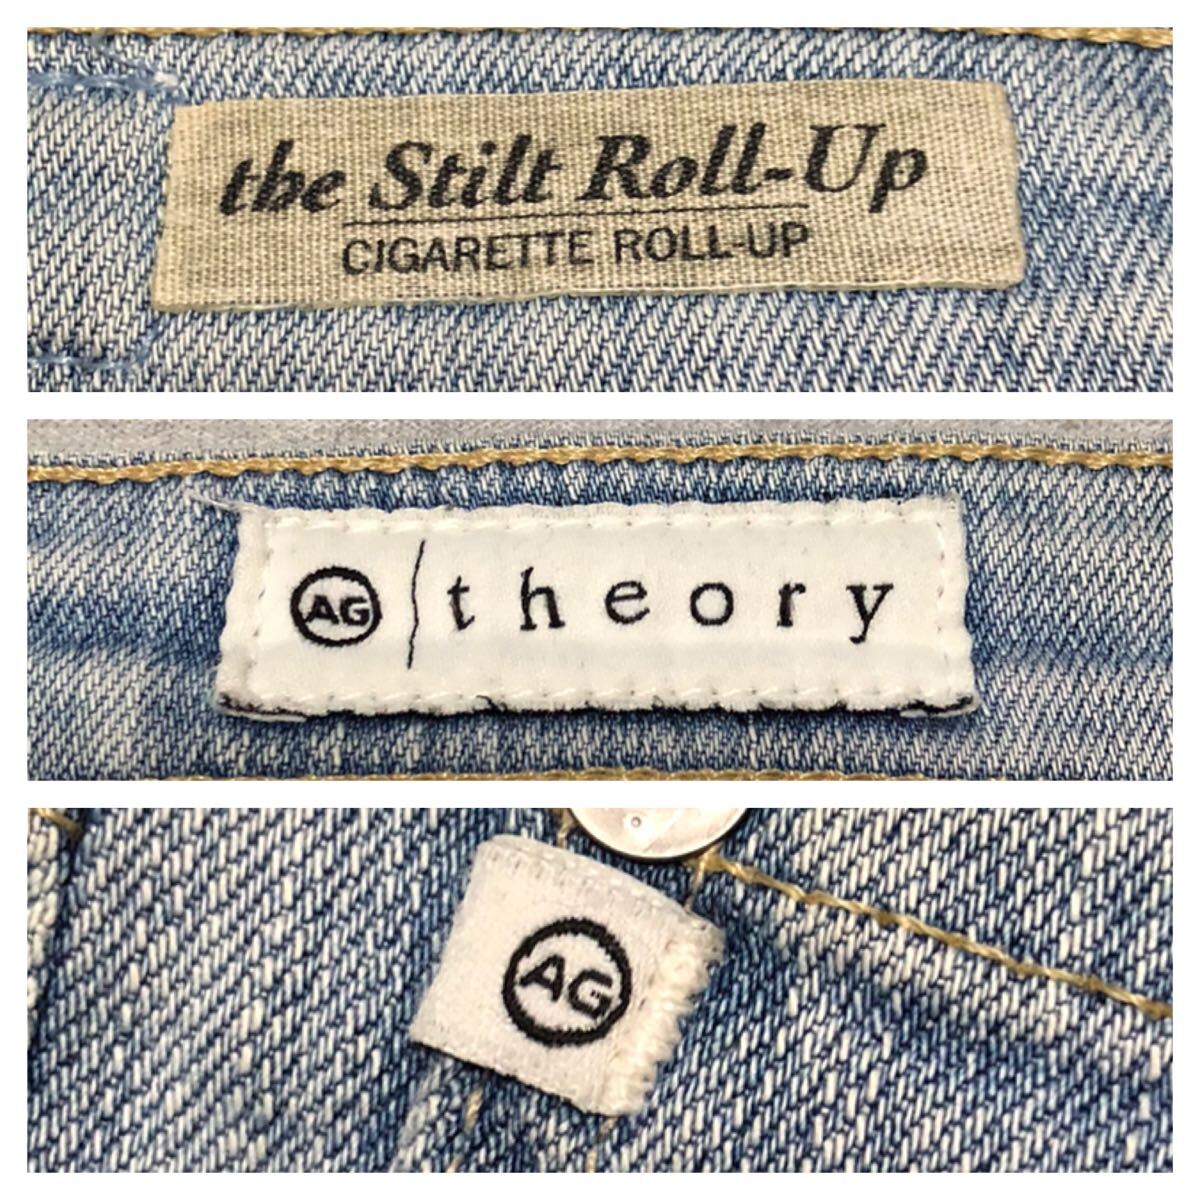 the Stilt Roll-Up
CIGARETTE ROLL-UP
AG | theory
AG